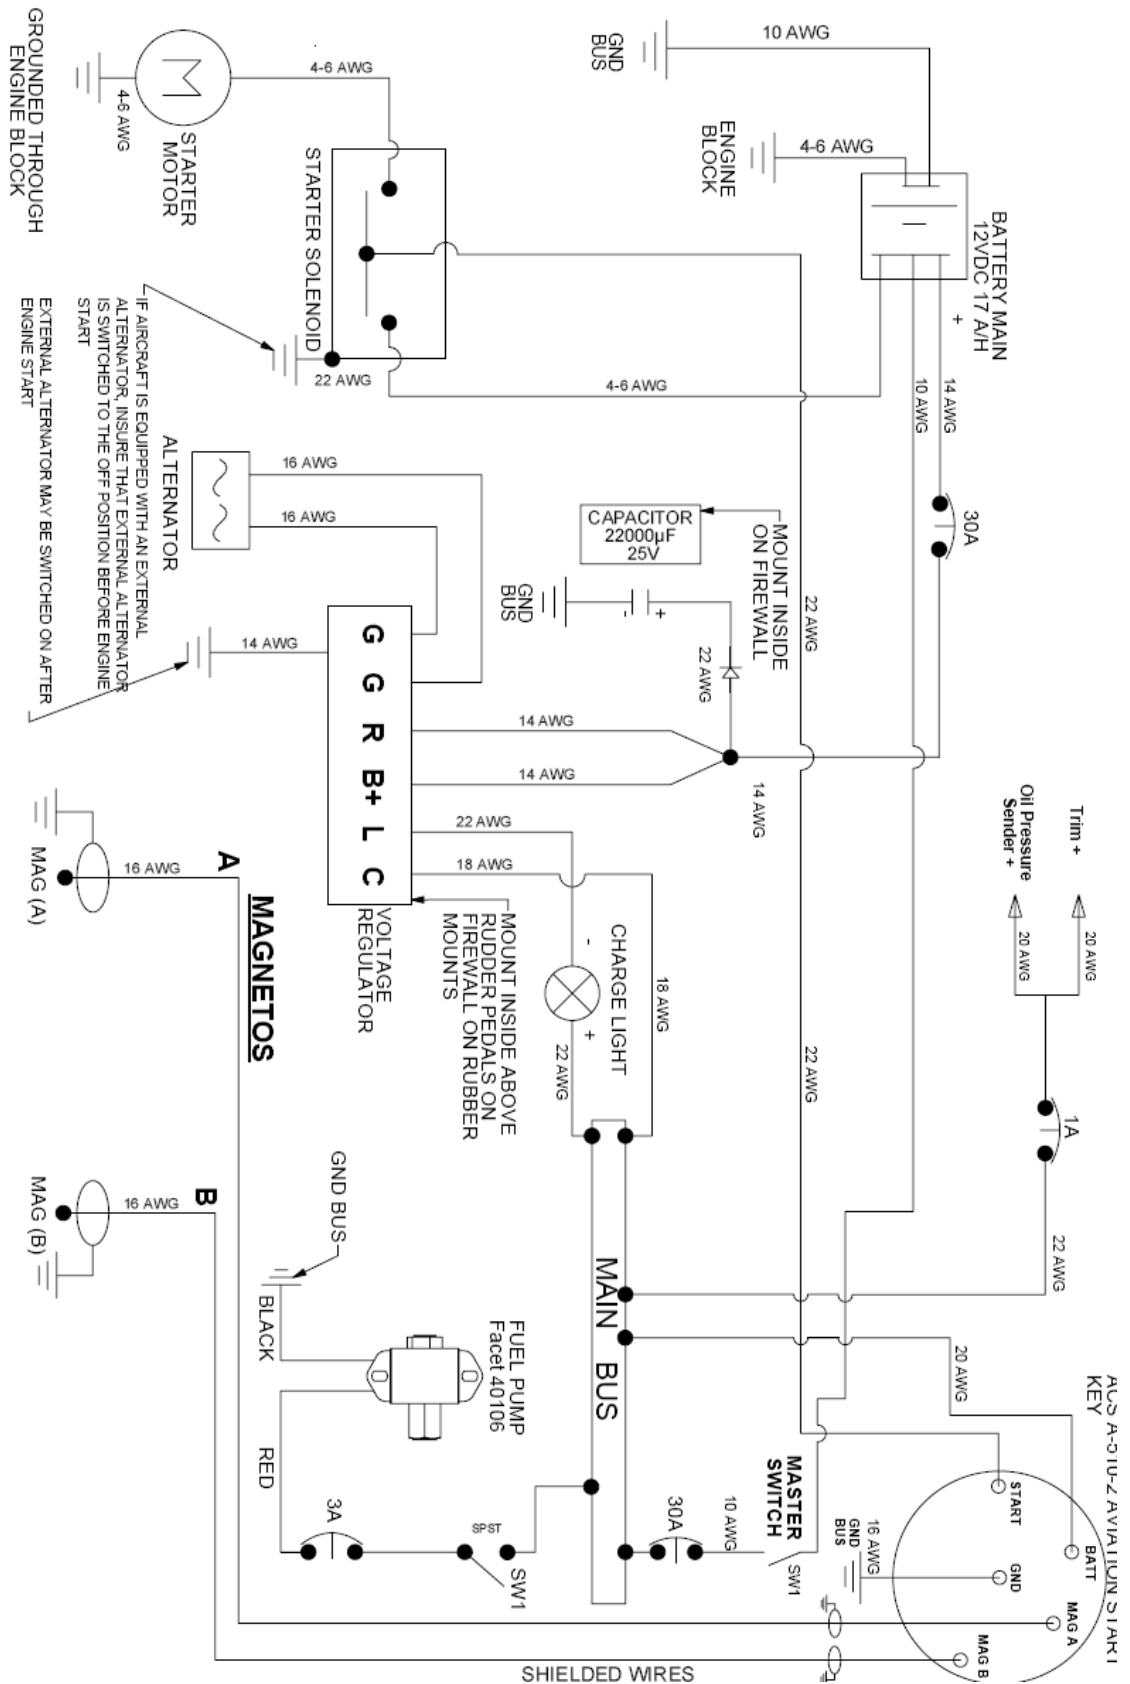 GROUNDED THROUGH
ENGINE BLOCK
4-6 AWG
M
STARTER
MOTOR
4-6 AWG
STARTER SOLENOID
22 AWG
10 AWG
GND
BUS
ENGINE
BLOCK
4-6 AWG
BATTERY MAIN
12VDC 17 A/H
+
4-6 AWG
10 AWG
14 AWG
30A
IF AIRCRAFT IS EQUIPPED WITH AN EXTERNAL
ALTERNATOR, INSURE THAT EXTERNAL ALTERNATOR
IS SWITCHED TO THE OFF POSITION BEFORE ENGINE
START
EXTERNAL ALTERNATOR MAY BE SWITCHED ON AFTER
ENGINE START
ALTERNATOR
16 AWG
16 AWG
14 AWG
CAPACITOR
22000µF
25V
MOUNT INSIDE
ON FIREWALL
GND
BUS
-
+
22 AWG
22 AWG
14 AWG
G
G
R
B+
L
C
14 AWG
14 AWG
22 AWG
18 AWG
VOLTAGE
REGULATOR
MOUNT INSIDE ABOVE
RUDDER PEDALS ON
FIREWALL ON RUBBER
MOUNTS
-
+
CHARGE LIGHT
22 AWG
18 AWG
22 AWG
Trim +
Oil Pressure
Sender +
20 AWG
20 AWG
1A
22 AWG
MAG (A)
16 AWG
A
MAGNETOS
MAG (B)
16 AWG
B
GND BUS
BLACK
RED
FUEL PUMP
Facet 40106
3A
SPST
SW1
MAIN BUS
30A
10 AWG
MASTER
SWITCH
SW1
20 AWG
ACS A-510-2 AVIATION START
KEY
START
BATT
GND
MAG A
MAG B
16 AWG
GND
BUS
SHIELDED WIRES